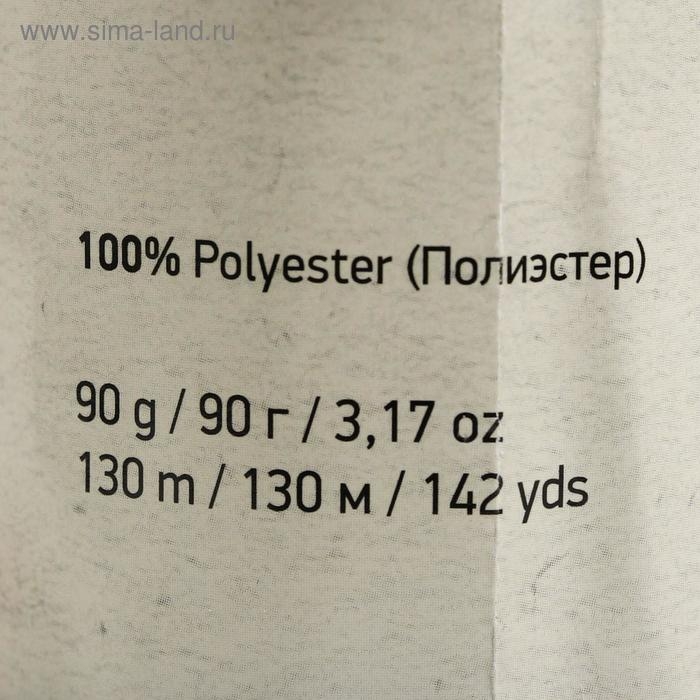 www.sima-land.ru
100% Polyester (Полиэстер)
90 g / 90 г / 3,17 oz
130 m / 130 м / 142 yds